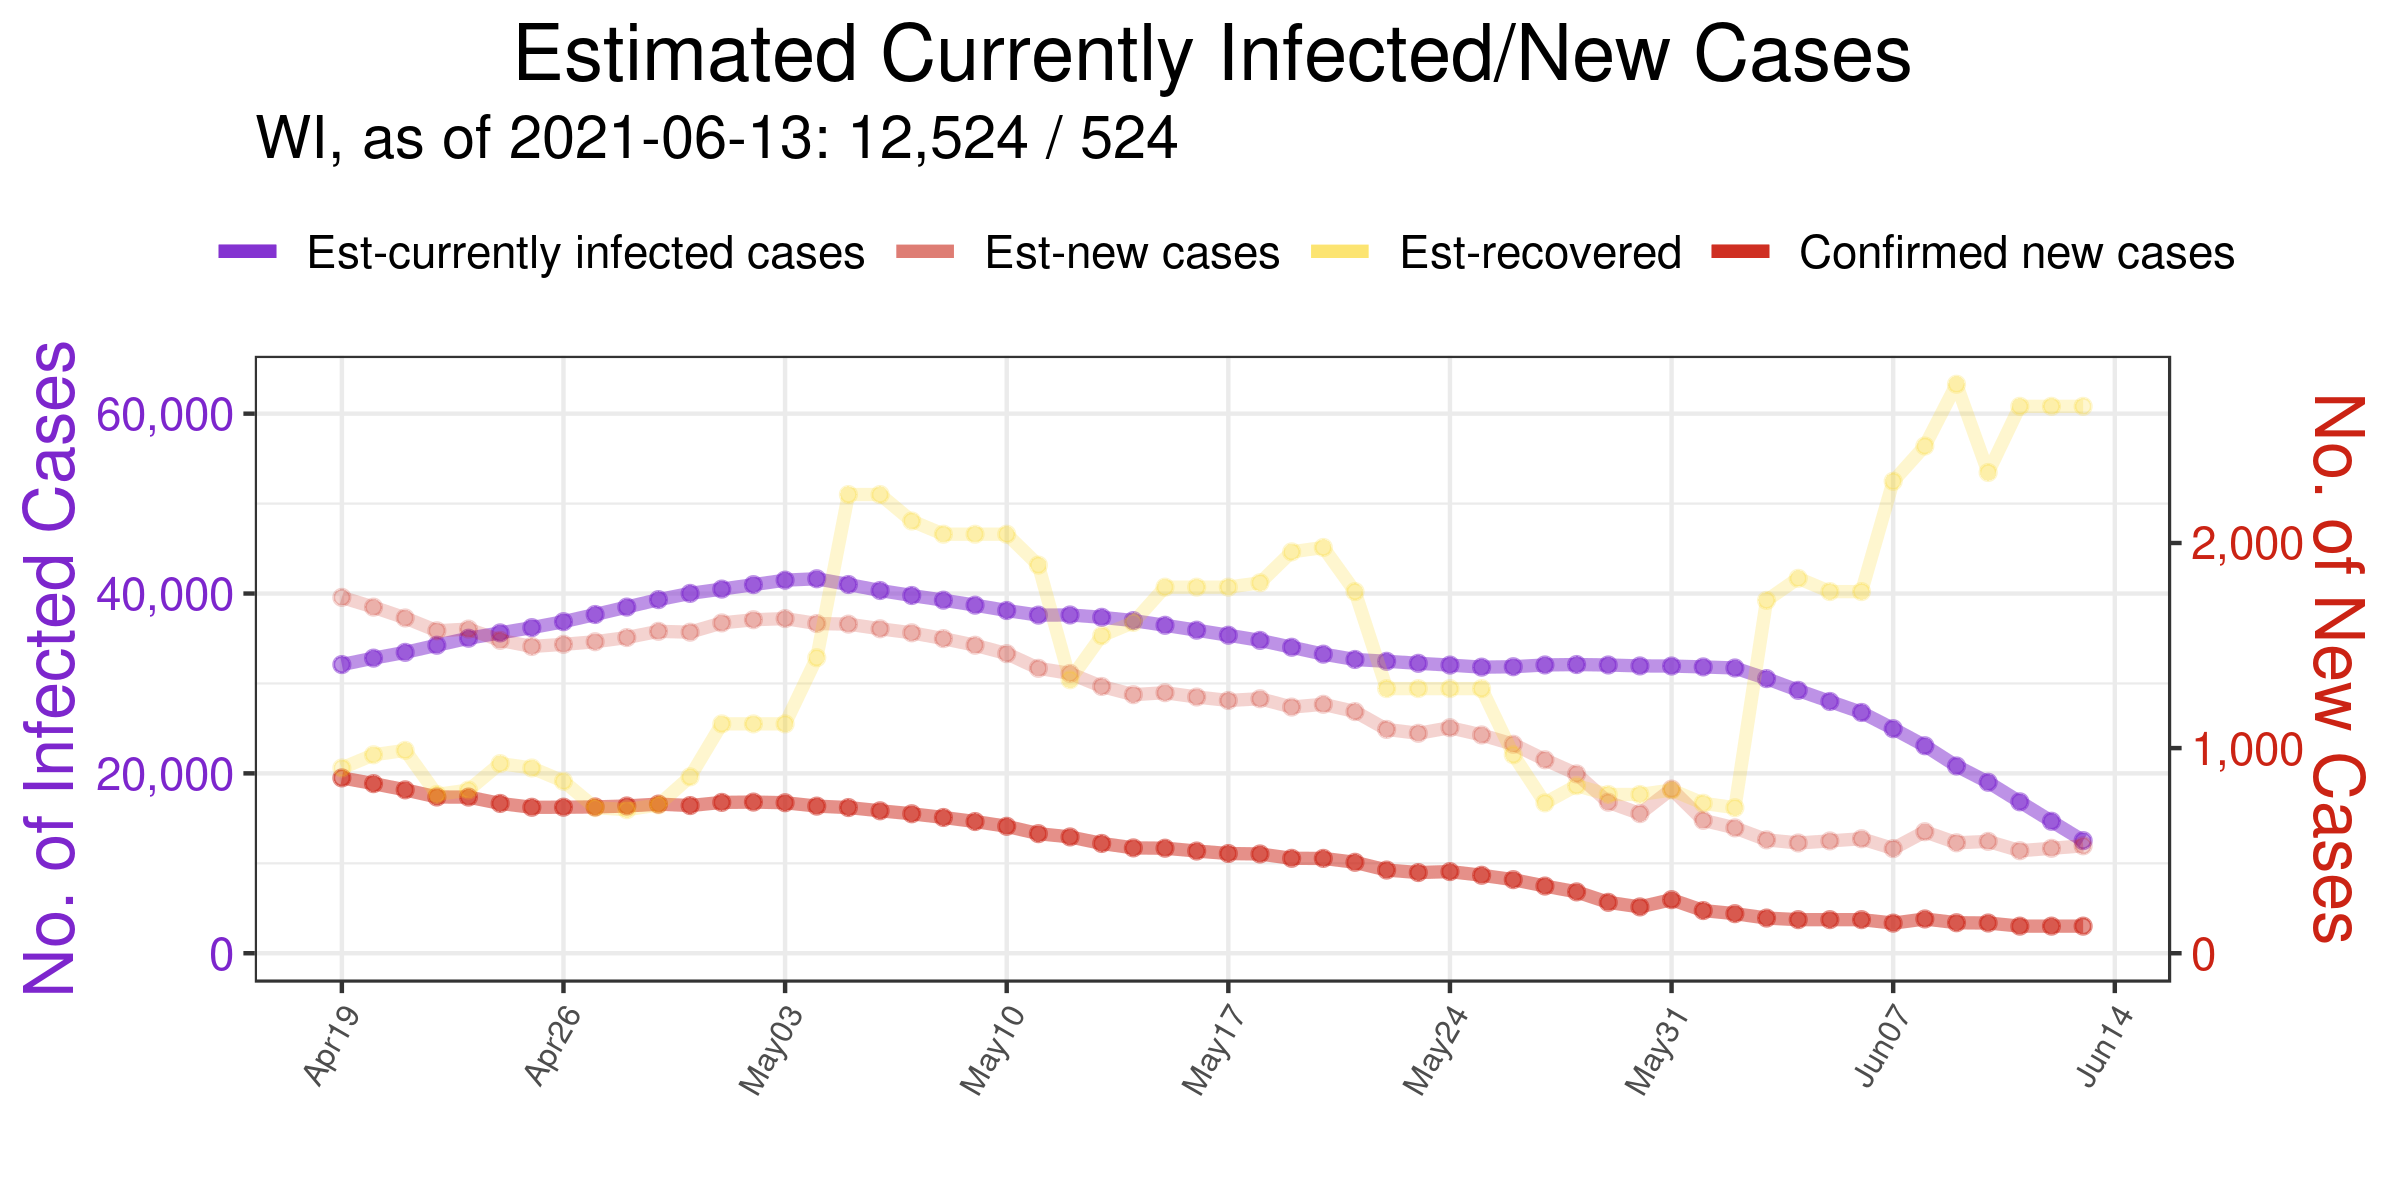 Estimated Currently Infected/New Cases
WI, as of 2021-06-13: 12,524 / 524
Est-currently infected cases Est-new cases Est-recovered Confirmed new cases
No. of Infected Cases
60,000
40,000
20,000
0
2,000
1,000
0
No. of New Cases
Apr19 Apr26 May03 May10 May17 May24 May31 Jun07 Jun14